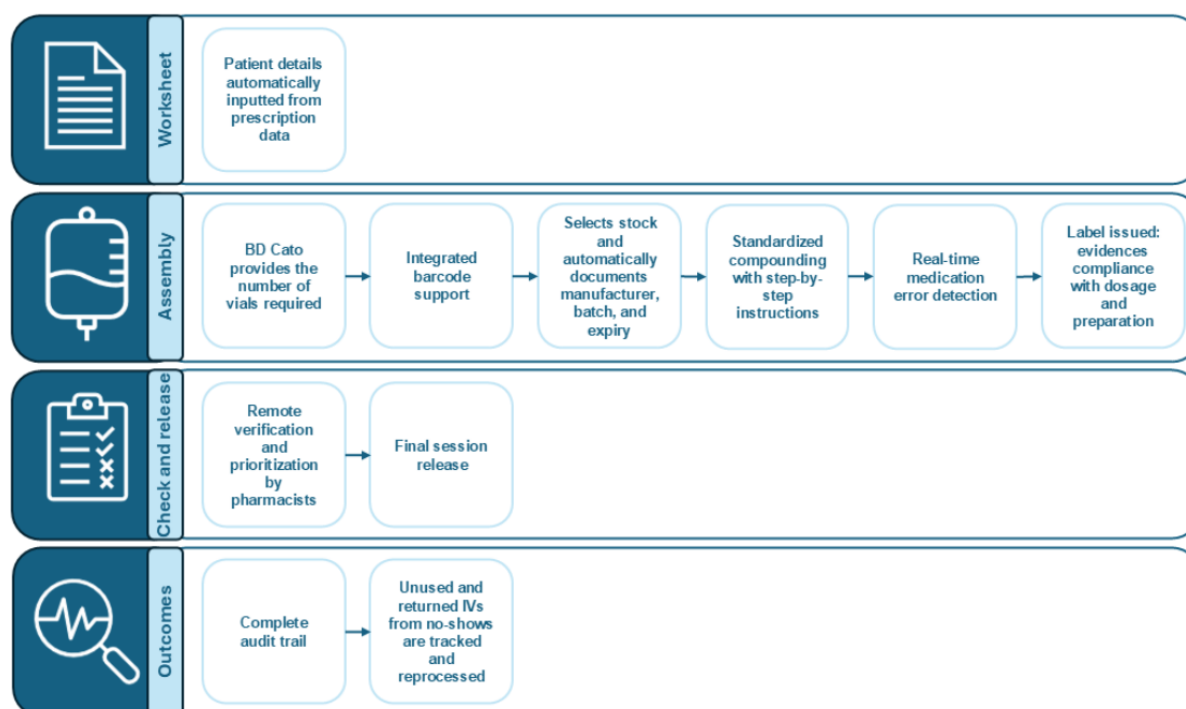 Worksheet
Patient details
automatically
inputted from
prescription
data
Assembly
BD Cato
provides the
number of
vials required
Integrated
barcode
support
Selects stock
and
automatically
documents
manufacturer,
batch, and
expiry
Standardized
compounding
with step-by-
step
instructions
Real-time
medication
error detection
Label issued:
evidences
compliance
with dosage
and
preparation
Check and release
Remote
verification
and
prioritization
by
pharmacists
Final session
release
Outcomes
Complete
audit trail
Unused and
returned IVs
from no-shows
are tracked
and
reprocessed